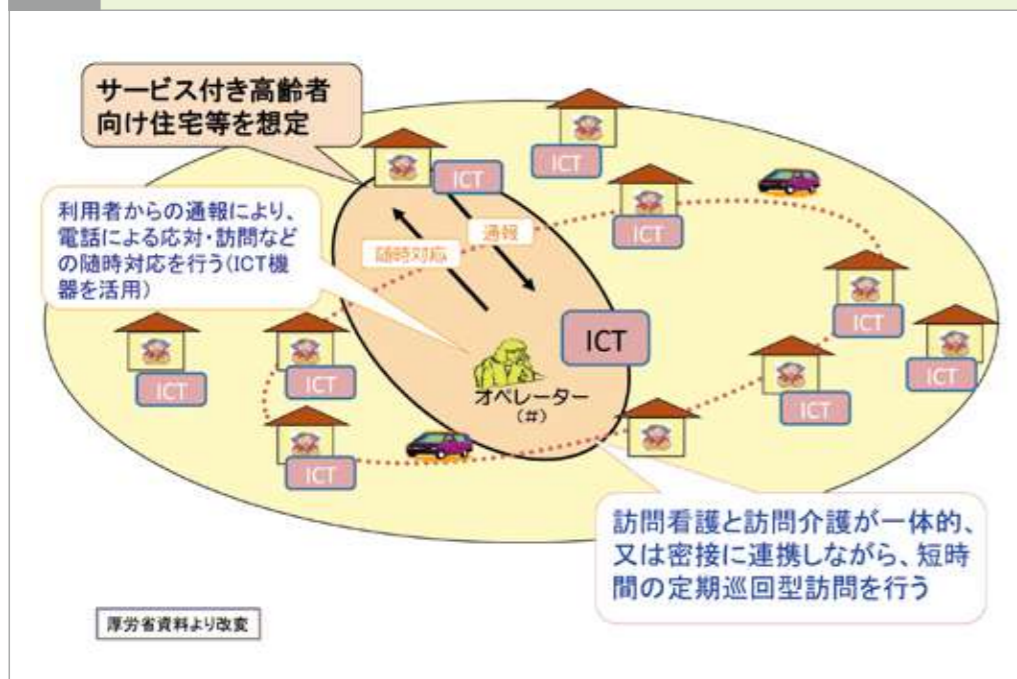 サービス付き高齢者
向け住宅等を想定
ICT
ICT
利用者からの通報により、
電話による応対・訪問など
の随時対応を行う(ICT機
器を活用)
通報
随時対応
ICT
ICT
ICT
ICT
ICT
ICT
ICT
ICT
オペレーター
(#)
ICT
訪問看護と訪問介護が一体的、
又は密接に連携しながら、短時
間の定期巡回型訪問を行う
厚労省資料より改変